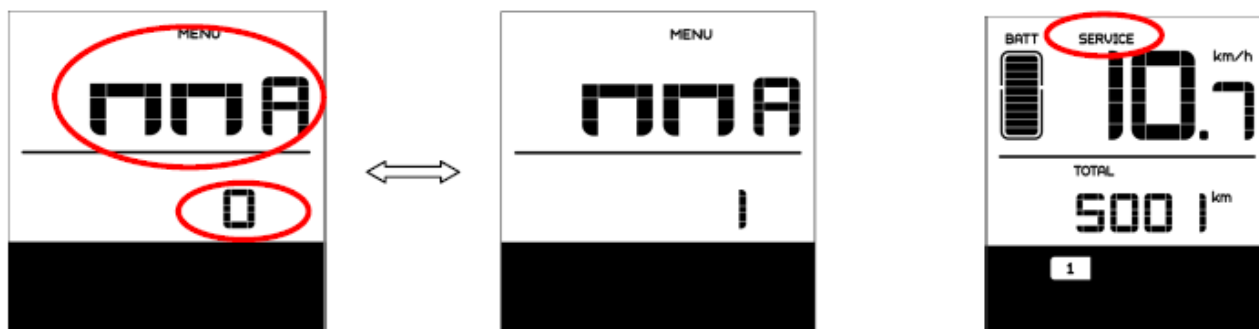 MENU
nnA
0
MENU
nnA
1
BATT SERVICE
10.7 km/h
TOTAL
5001 km
1